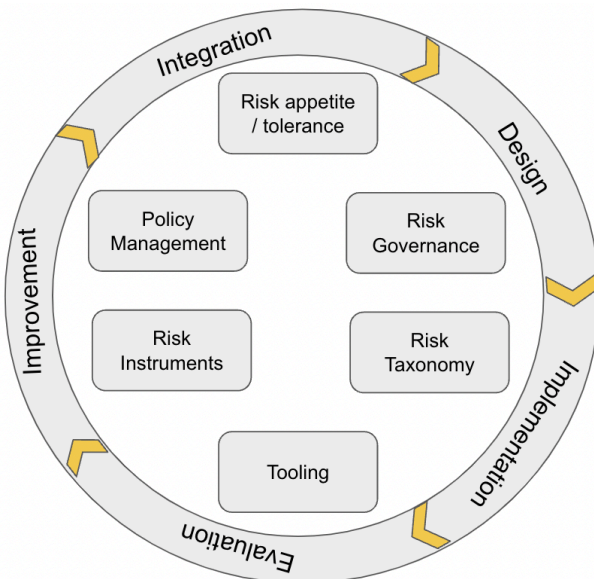 Integration
Design
Implementation
Evaluation
Improvement
Risk appetite
/ tolerance
Policy
Management
Risk
Governance
Risk
Instruments
Risk
Taxonomy
Tooling